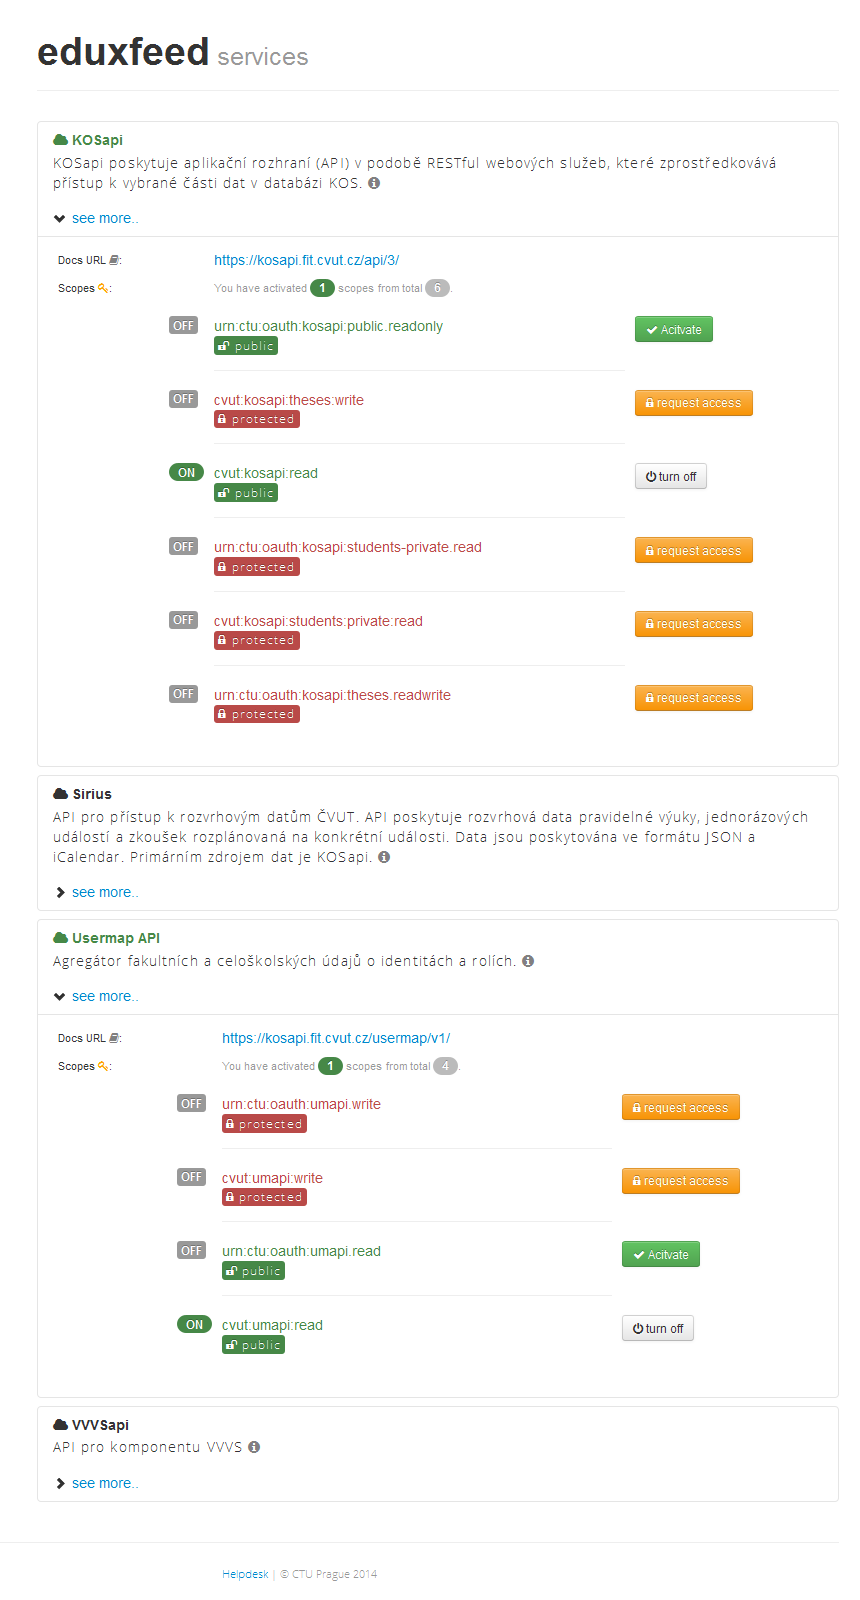 eduxfeed services
KOSapi
KOSapi poskytuje aplikační rozhraní (API) v podobě RESTful webových služeb, které zprostředkovává
přístup k vybrané části dat v databázi KOS.
see more..
Docs URL : https://kosapi.fit.cvut.cz/api/3/
Scopes : You have activated 1 scopes from total 6.
OFF urn:ctu:oauth:kosapi:public.readonly Acitvate
public
OFF cvut:kosapi:theses:write request access
protected
ON cvut:kosapi:read turn off
public
OFF urn:ctu:oauth:kosapi:students-private.read request access
protected
OFF cvut:kosapi:students:private:read request access
protected
OFF urn:ctu:oauth:kosapi:theses.readwrite request access
protected
Sirius
API pro přístup k rozvrhovým datům ČVUT. API poskytuje rozvrhová data pravidelné výuky, jednorázových
událostí a zkoušek rozplánovaná na konkrétní události. Data jsou poskytována ve formátu JSON a
iCalendar. Primárním zdrojem dat je KOSapi.
see more..
Usermap API
Agregátor fakultních a celoškolských údajů o identitách a rolích.
see more..
Docs URL : https://kosapi.fit.cvut.cz/usermap/v1/
Scopes : You have activated 1 scopes from total 4.
OFF urn:ctu:oauth:umapi.write request access
protected
OFF cvut:umapi:write request access
protected
OFF urn:ctu:oauth:umapi.read Acitvate
public
ON cvut:umapi:read turn off
public
VVVSapi
API pro komponentu VVVS
see more..
Helpdesk | © CTU Prague 2014